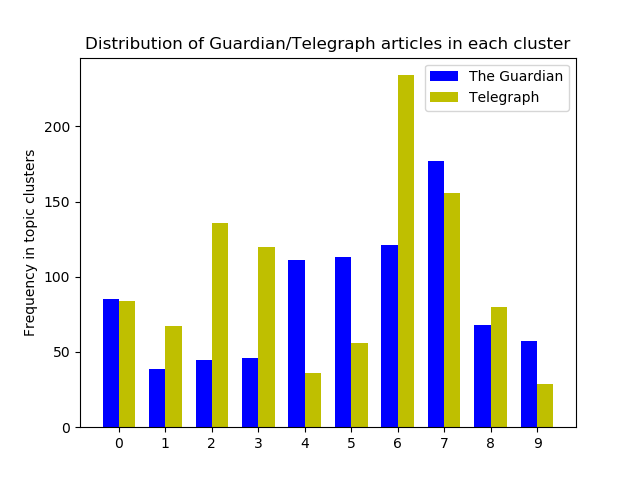 Distribution of Guardian/Telegraph articles in each cluster
The Guardian
Telegraph
Frequency in topic clusters
200
150
100
50
0
0 1 2 3 4 5 6 7 8 9